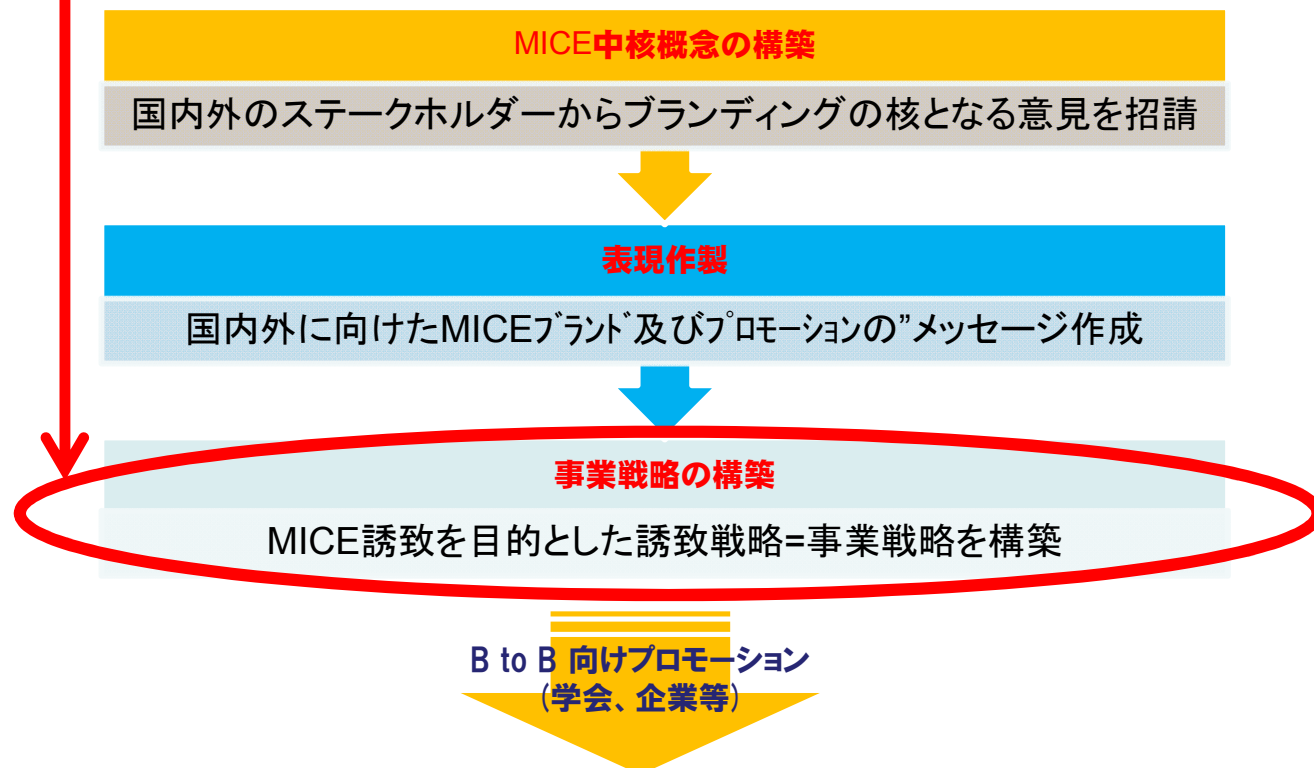 MICE中核概念の構築
国内外のステークホルダーからブランディングの核となる意見を招請
表現作製
国内外に向けたMICEﾌﾞﾗﾝﾄﾞ及びﾌﾟﾛﾓｰｼｮﾝの”メッセージ作成
事業戦略の構築
MICE誘致を目的とした誘致戦略=事業戦略を構築
B to B 向けプロモーション
(学会、企業等)